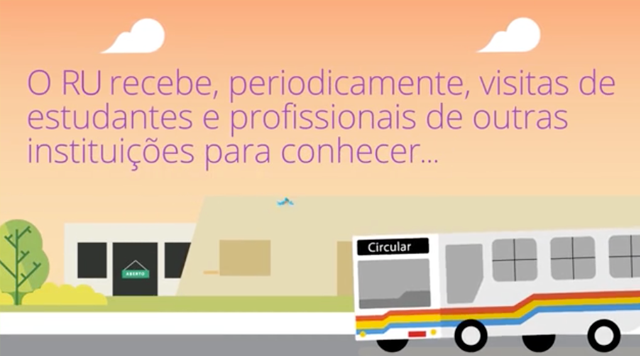 O RU recebe, periodicamente, visitas de
estudantes e profissionais de outras
instituições para conhecer...
Circular
ABERTO